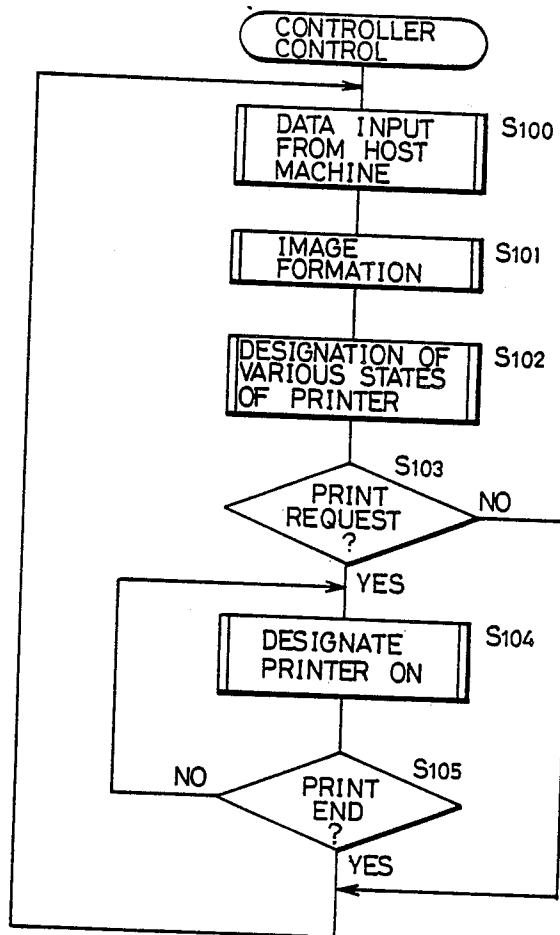 CONTROLLER
CONTROL
DATA INPUT
FROM HOST
MACHINE
S100
IMAGE
FORMATION
S101
DESIGNATION OF
VARIOUS STATES
OF PRINTER
S102
S103
PRINT
REQUEST
?
NO
YES
DESIGNATE
PRINTER ON
S104
S105
NO
PRINT
END
?
YES